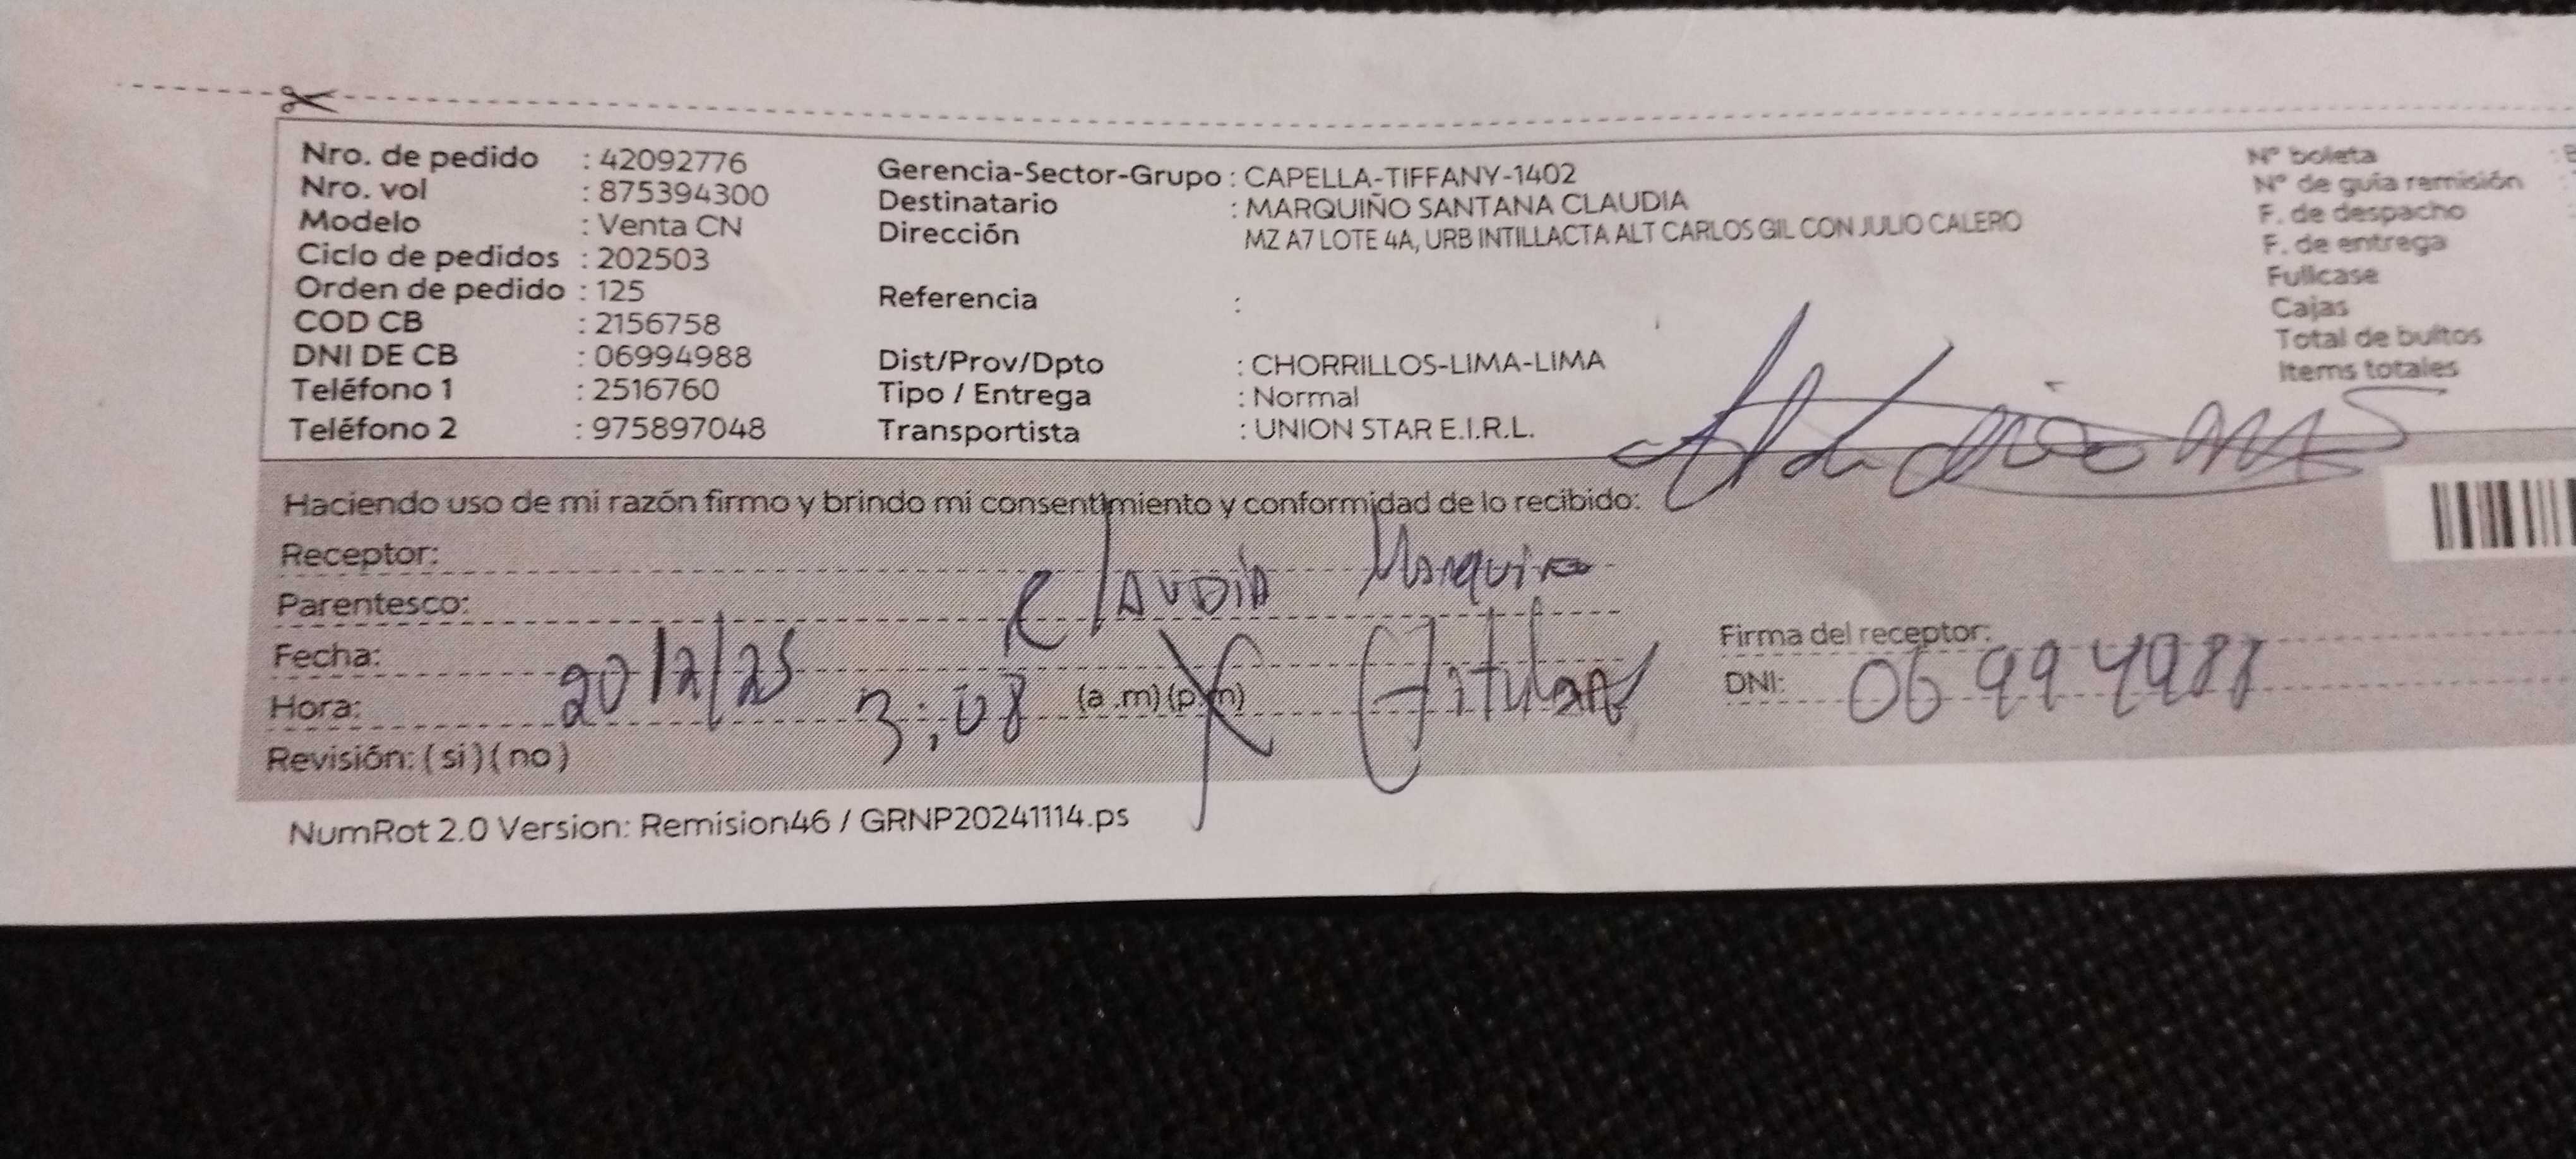 Nro. de pedido : 42092776
Nro. vol : 875394300
Modelo : Venta CN
Ciclo de pedidos : 202503
Orden de pedido : 125
COD CB : 2156758
DNI DE CB : 06994988
Teléfono 1 : 2516760
Teléfono 2 : 975897048
Gerencia-Sector-Grupo : CAPELLA-TIFFANY-1402
Destinatario : MARQUIÑO SANTANA CLAUDIA
Dirección MZ A7 LOTE 4A, URB INTILLACTA ALT CARLOS GIL CON JULIO CALERO
Referencia :
Dist/Prov/Dpto : CHORRILLOS-LIMA-LIMA
Tipo / Entrega : Normal
Transportista : UNION STAR E.I.R.L.
Nº boleta
Nº de guia remisión
F. de despacho
F. de entrega
Fullcase
Cajas
Total de bultos
Items totales
Haciendo uso de mi razón firmo y brindo mi consentimiento y conformidad de lo recibido:
Receptor: Claudia Marquiño
Parentesco: Titular
Fecha: 20/2/25
Hora: 3:08 (a .m) (p.m)
Revisión: ( si ) ( no )
Firma del receptor:
DNI: 06994988
NumRot 2.0 Version: Remision46 / GRNP20241114.ps